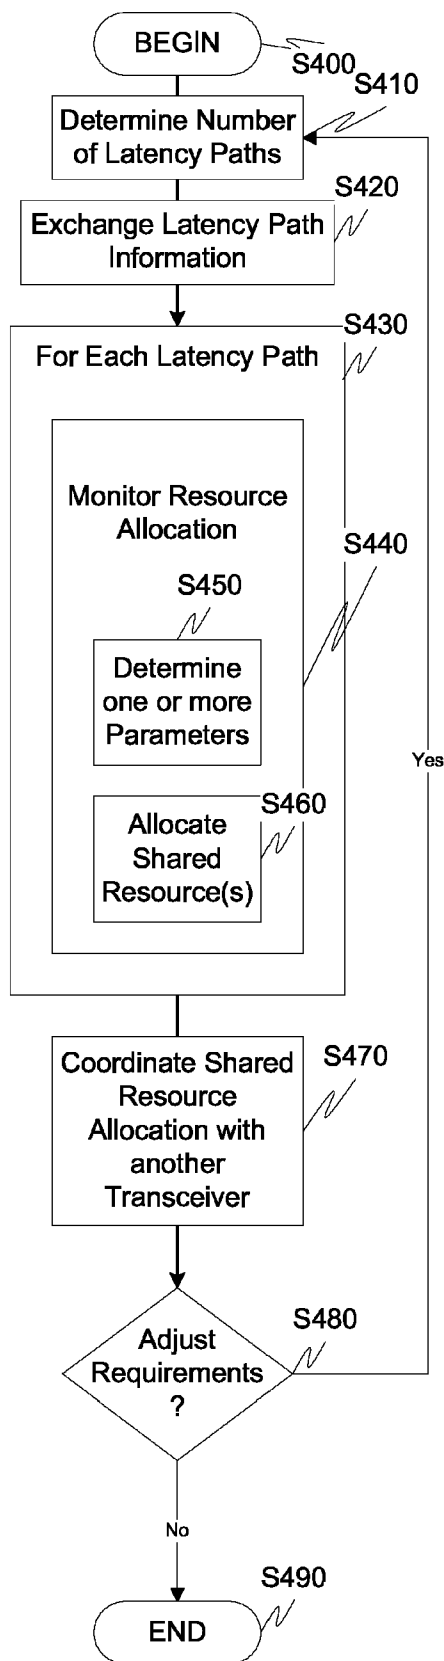 BEGIN
S400
S410
Determine Number
of Latency Paths
S420
Exchange Latency Path
Information
S430
For Each Latency Path
Monitor Resource
Allocation
S440
S450
Determine
one or more
Parameters
S460
Allocate
Shared
Resource(s)
Yes
Coordinate Shared
Resource
Allocation with
another
Transceiver
S470
S480
Adjust
Requirements
?
No
S490
END